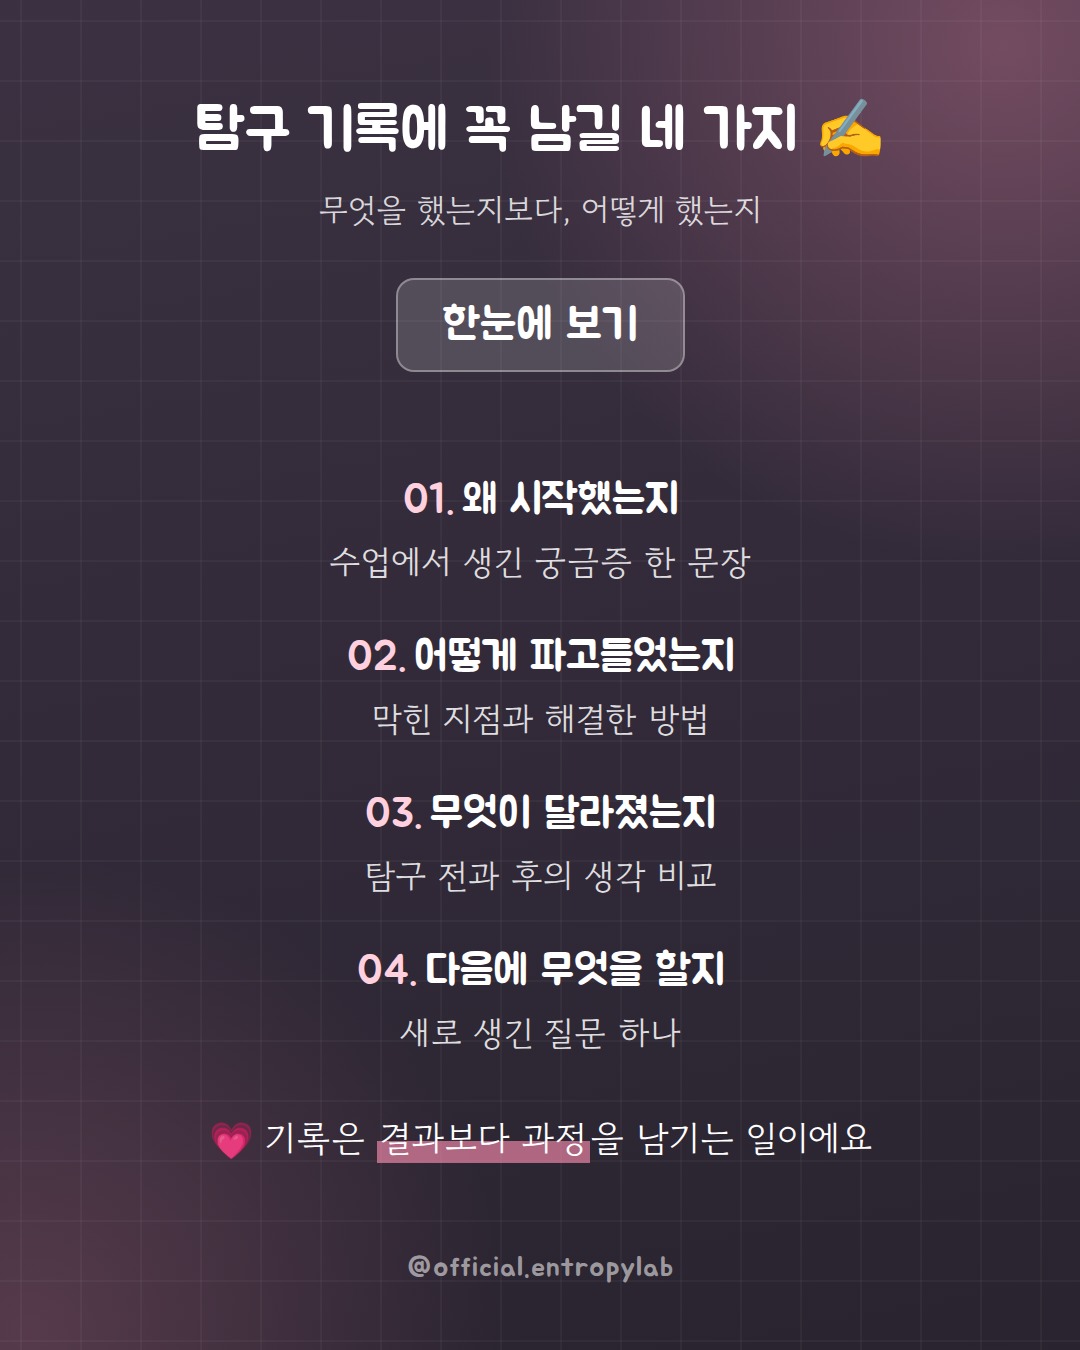 탐구 기록에 꼭 남길 네 가지 ✍️
무엇을 했는지보다, 어떻게 했는지
한눈에 보기
01. 왜 시작했는지
수업에서 생긴 궁금증 한 문장
02. 어떻게 파고들었는지
막힌 지점과 해결한 방법
03. 무엇이 달라졌는지
탐구 전과 후의 생각 비교
04. 다음에 무엇을 할지
새로 생긴 질문 하나
💗 기록은 결과보다 과정을 남기는 일이에요
@official.entropylab